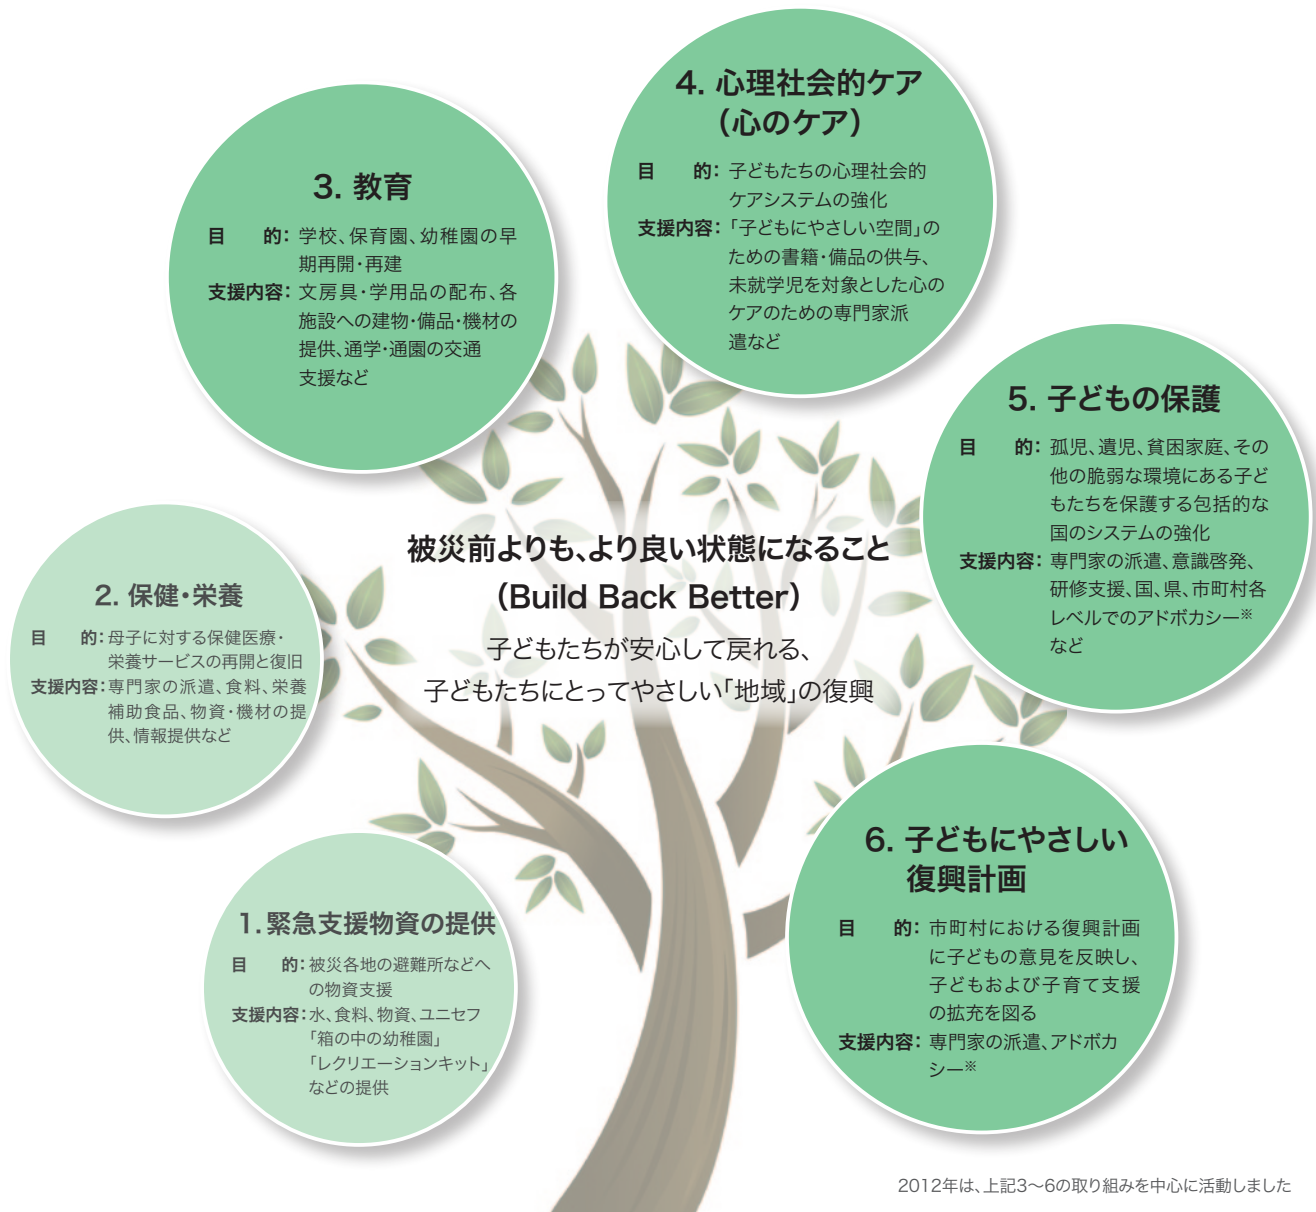 4. 心理社会的ケア
（心のケア）
目　的：子どもたちの心理社会的
ケアシステムの強化
支援内容：「子どもにやさしい空間」の
ための書籍・備品の供与、
未就学児を対象とした心の
ケアのための専門家派
遣など
3. 教育
目　的：学校、保育園、幼稚園の早
期再開・再建
支援内容：文房具・学用品の配布、各
施設への建物・備品・機材の
提供、通学・通園の交通
支援など
5. 子どもの保護
目　的：孤児、遺児、貧困家庭、その
他の脆弱な環境にある子ど
もたちを保護する包括的な
国のシステムの強化
支援内容：専門家の派遣、意識啓発、
研修支援、国、県、市町村各
レベルでのアドボカシー※
など
被災前よりも、より良い状態になること
（Build Back Better）
子どもたちが安心して戻れる、
子どもたちにとってやさしい「地域」の復興
2. 保健・栄養
目　的：母子に対する保健医療・
栄養サービスの再開と復旧
支援内容：専門家の派遣、食料、栄養
補助食品、物資・機材の提
供、情報提供など
6. 子どもにやさしい
復興計画
目　的：市町村における復興計画
に子どもの意見を反映し、
子どもおよび子育て支援
の拡充を図る
支援内容：専門家の派遣、アドボカ
シー※
1. 緊急支援物資の提供
目　的：被災各地の避難所などへ
の物資支援
支援内容：水、食料、物資、ユニセフ
「箱の中の幼稚園」
「レクリエーションキット」
などの提供
2012年は、上記3〜6の取り組みを中心に活動しました